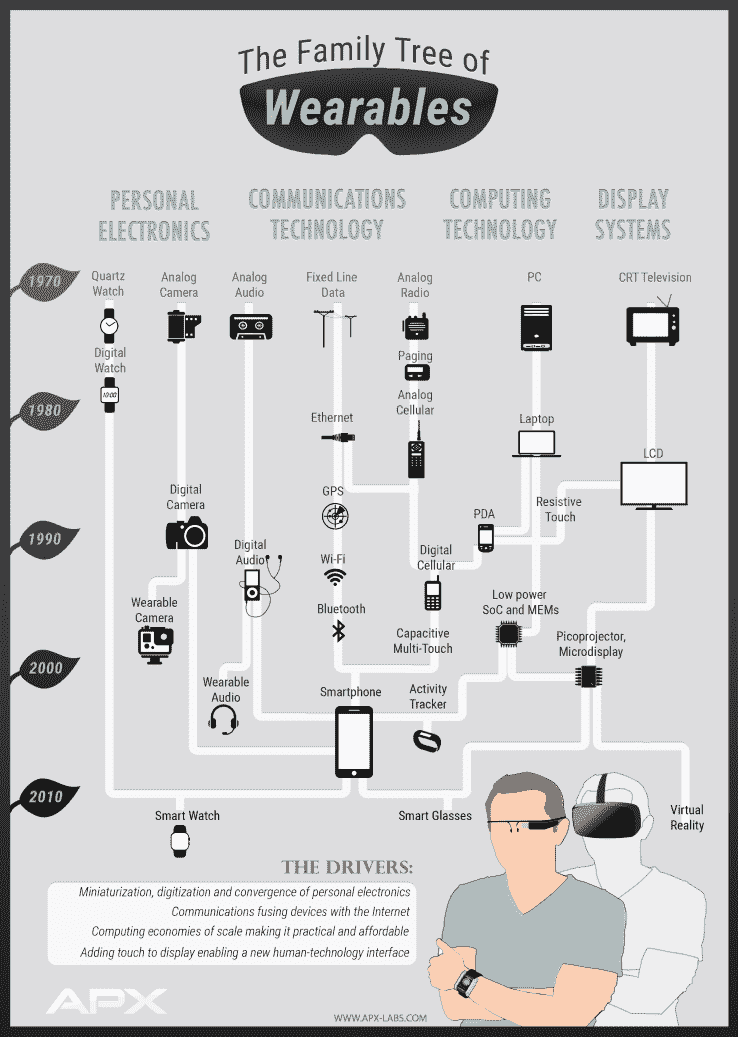 The Family Tree of
Wearables
PERSONAL
ELECTRONICS
COMMUNICATIONS
TECHNOLOGY
COMPUTING
TECHNOLOGY
DISPLAY
SYSTEMS
1970
Quartz
Watch
Analog
Camera
Analog
Audio
Fixed Line
Data
Analog
Radio
PC
CRT Television
Digital
Watch
10:00
Paging
Analog
Cellular
1980
Ethernet
Laptop
LCD
Digital
Camera
GPS
PDA
Resistive
Touch
1990
Digital
Audio
Wi-Fi
Digital
Cellular
Wearable
Camera
Bluetooth
Low power
SoC and MEMs
Capacitive
Multi-Touch
Picoprojector,
Microdisplay
2000
Wearable
Audio
Smartphone
Activity
Tracker
2010
Smart Watch
Smart Glasses
Virtual
Reality
THE DRIVERS:
Miniaturization, digitization and convergence of personal electronics
Communications fusing devices with the Internet
Computing economies of scale making it practical and affordable
Adding touch to display enabling a new human-technology interface
APX
WWW.APX-LABS.COM